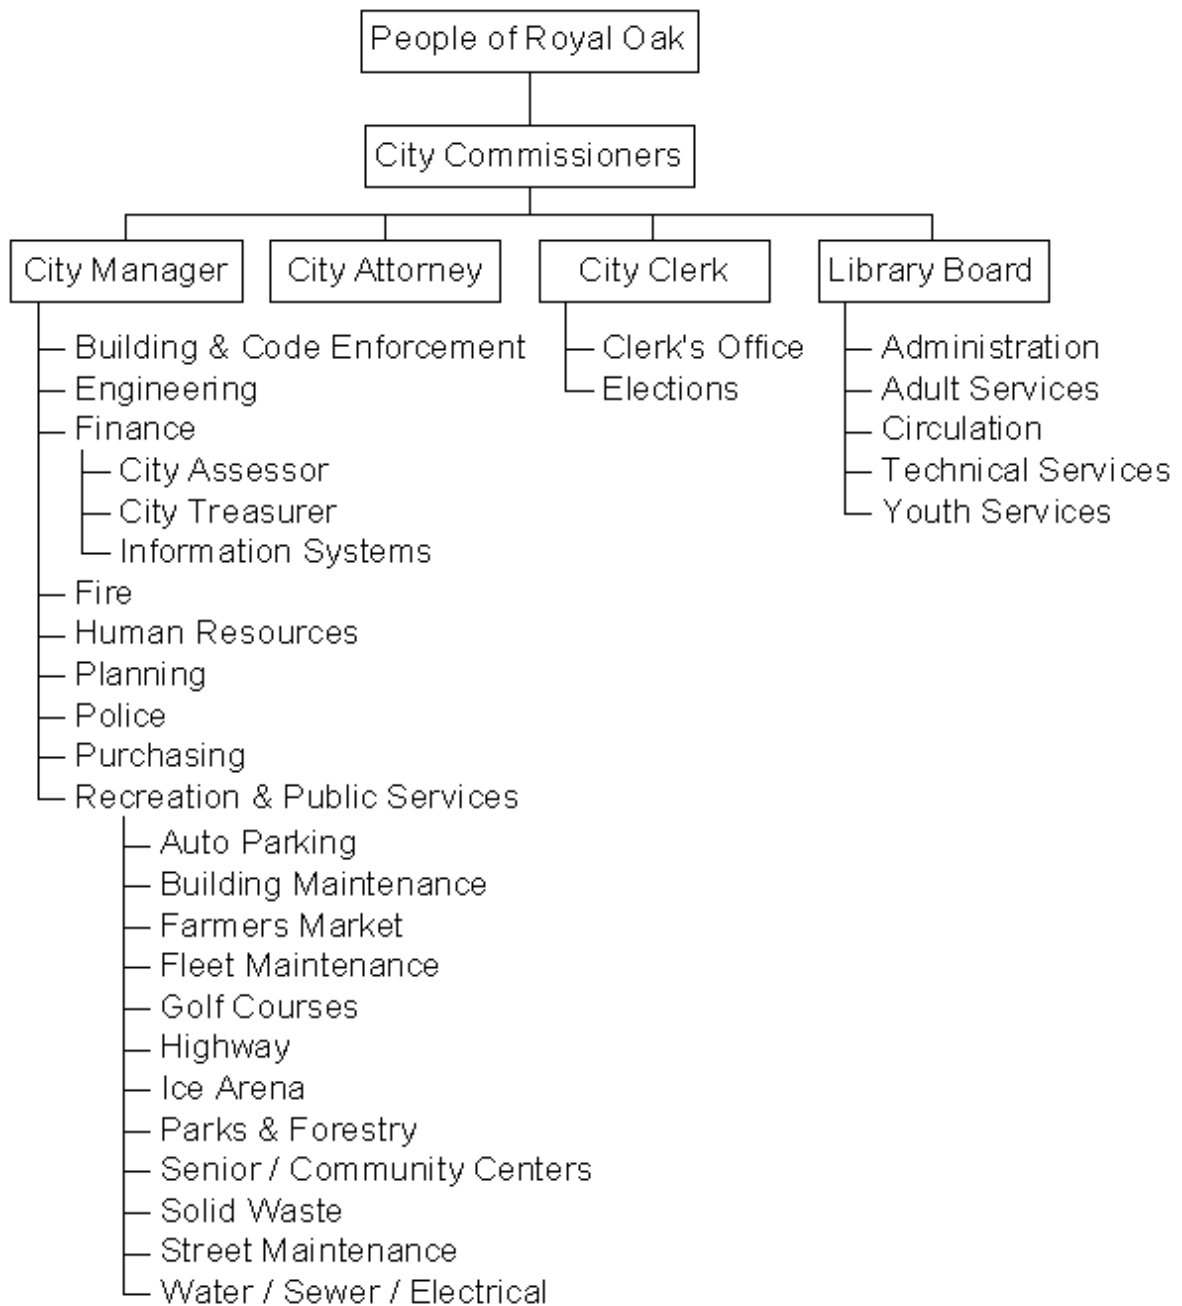 People of Royal Oak
City Commissioners
City Manager
City Attorney
City Clerk
Library Board
Building & Code Enforcement
Engineering
Finance
City Assessor
City Treasurer
Information Systems
Fire
Human Resources
Planning
Police
Purchasing
Recreation & Public Services
Auto Parking
Building Maintenance
Farmers Market
Fleet Maintenance
Golf Courses
Highway
Ice Arena
Parks & Forestry
Senior / Community Centers
Solid Waste
Street Maintenance
Water / Sewer / Electrical
Clerk's Office
Elections
Administration
Adult Services
Circulation
Technical Services
Youth Services